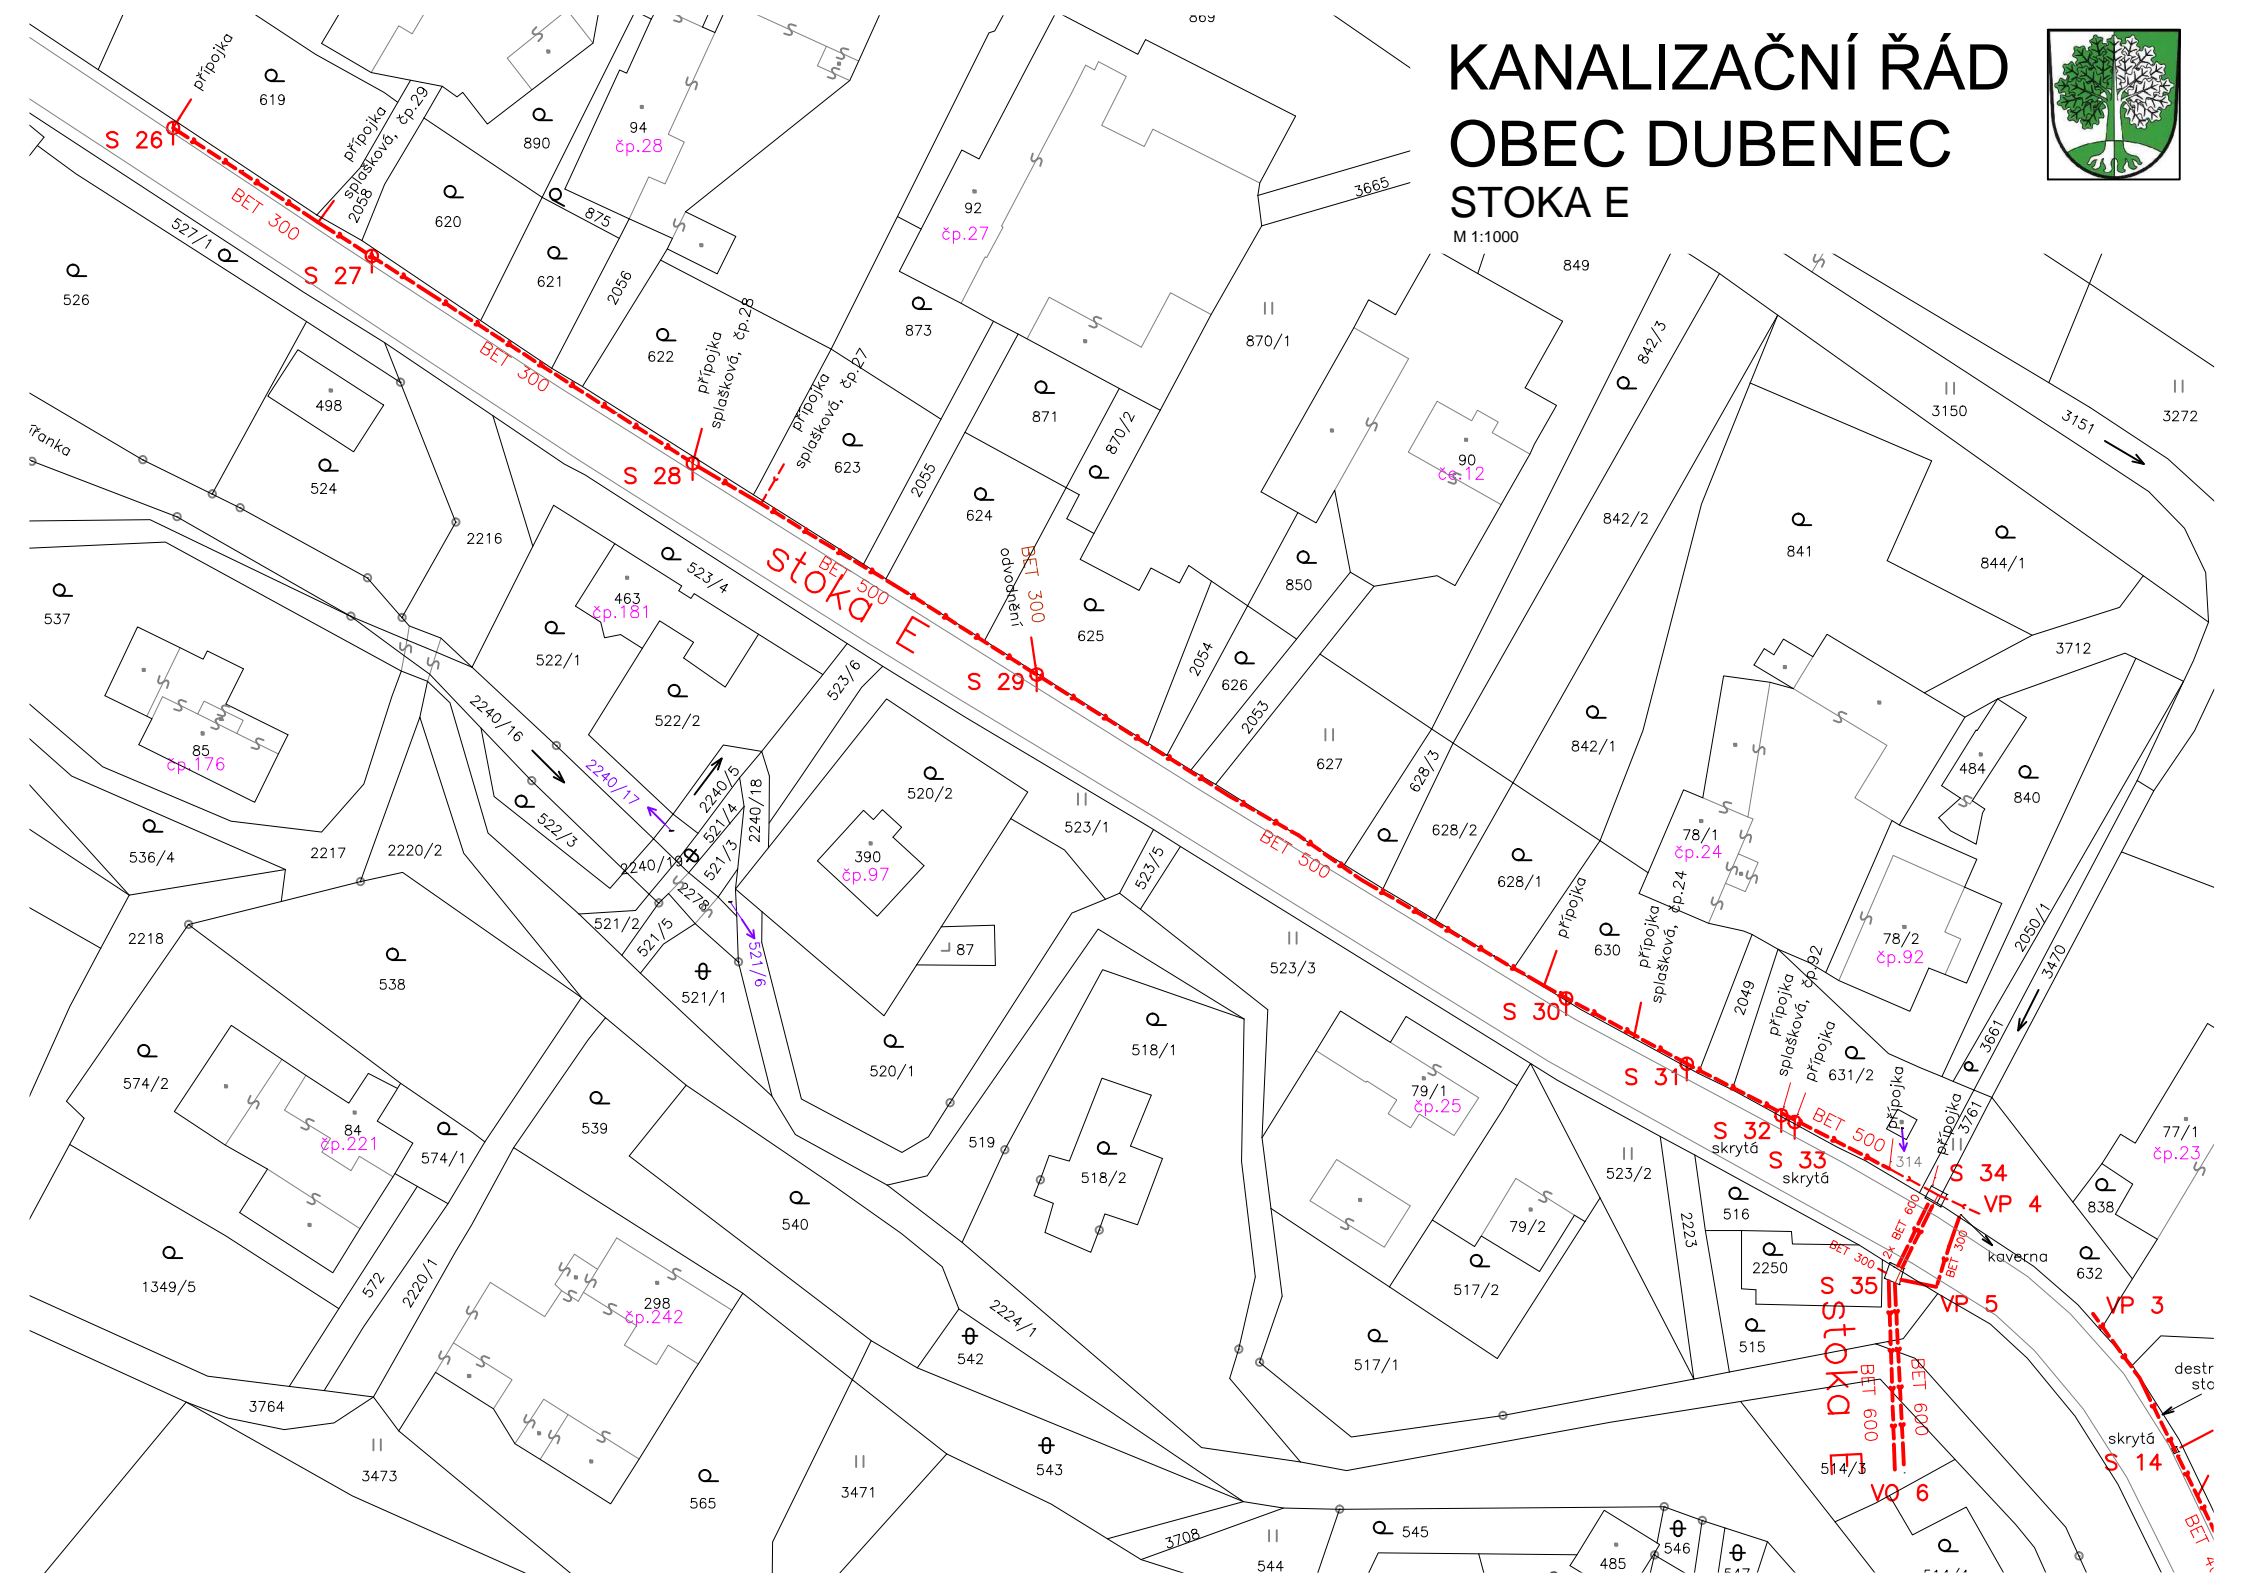 KANALIZAČNÍ ŘÁD
OBEC DUBENEC
STOKA E
M 1:1000
869
přípojka
619
přípojka
splašková, čp.29
2058
890
94
čp.28
S 26
BET 300
527/1
S 27
620
875
621
2056
92
čp.27
3665
849
526
BET 300
622
přípojka
splašková, čp.28
873
870/1
842/3
3150
3151
3272
498
524
přípojka
splašková, čp.27
623
2055
871
870/2
90
če.12
S 28
624
842/2
841
844/1
2216
stoka E
BET 500
odvodnění
BET 300
850
537
463
čp.181
523/4
522/1
625
2054
626
3712
S 29
523/6
522/2
2240/16
2053
842/1
85
čp.176
2240/17
2240/5
520/2
627
628/3
484
840
522/3
521/4
2240/18
523/1
BET 500
628/2
78/1
čp.24
536/4
2217
2220/2
2240/19
521/3
390
čp.97
523/5
628/1
2278
521/2
521/5
521/6
87
přípojka
přípojka
splašková, čp.24
630
78/2
čp.92
2050/1
3470
2218
538
521/1
523/3
S 30
2049
přípojka
splašková, čp.92
přípojka
3661
574/2
520/1
518/1
S 31
631/2
přípojka
přípojka
3761
79/1
čp.25
539
84
čp.221
574/1
519
518/2
S 32
skrytá
S 33
skrytá
BET 500
314
77/1
čp.23
S 34
VP 4
523/2
2223
516
838
540
79/2
2250
BET 300
2x BET 600
BET 300
kaverna
632
1349/5
572
2220/1
298
čp.242
517/2
S 35
VP 5
VP 3
2224/1
542
517/1
515
stoka E
BET 600
BET 600
3764
skrytá
S 14
3473
565
3471
543
514/3
VO 6
3708
544
545
546
485